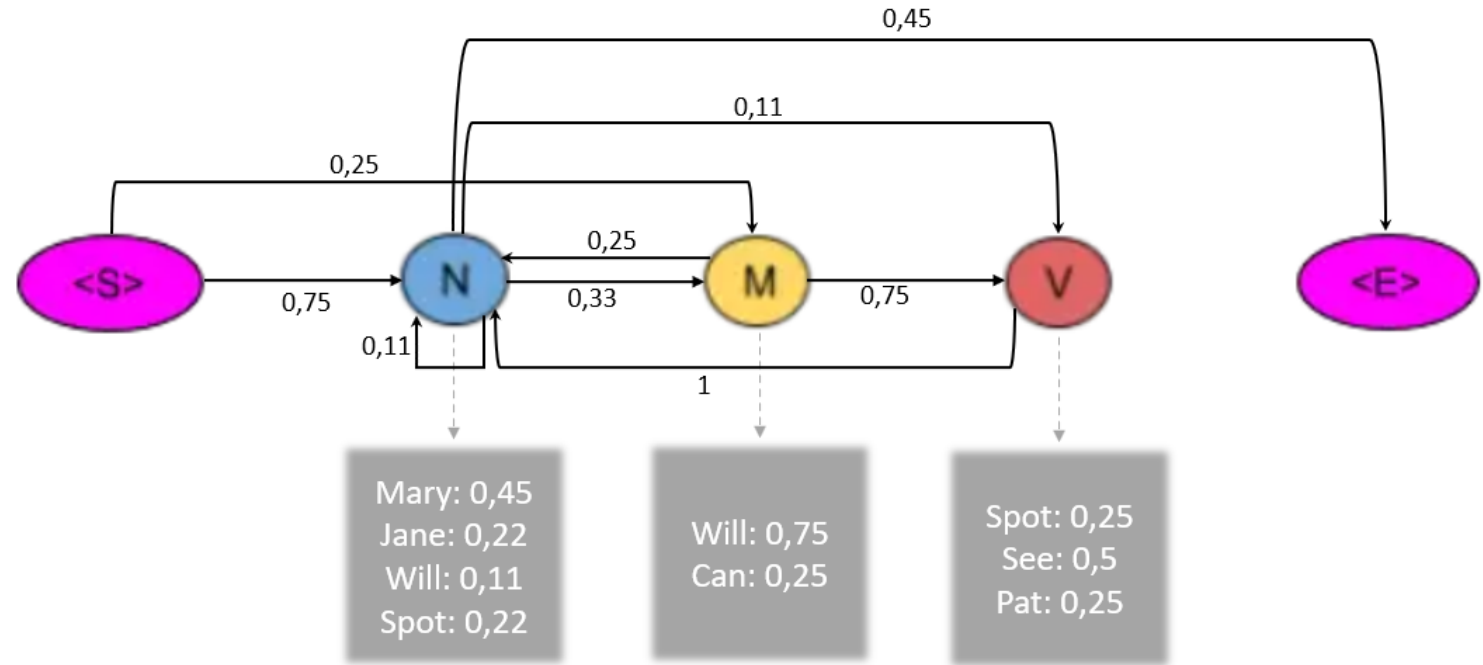 0,45
0,11
0,25
<S>
N
M
V
<E>
0,25
0,75
0,33
0,75
0,11
1
Mary: 0,45
Jane: 0,22
Will: 0,11
Spot: 0,22
Will: 0,75
Can: 0,25
Spot: 0,25
See: 0,5
Pat: 0,25